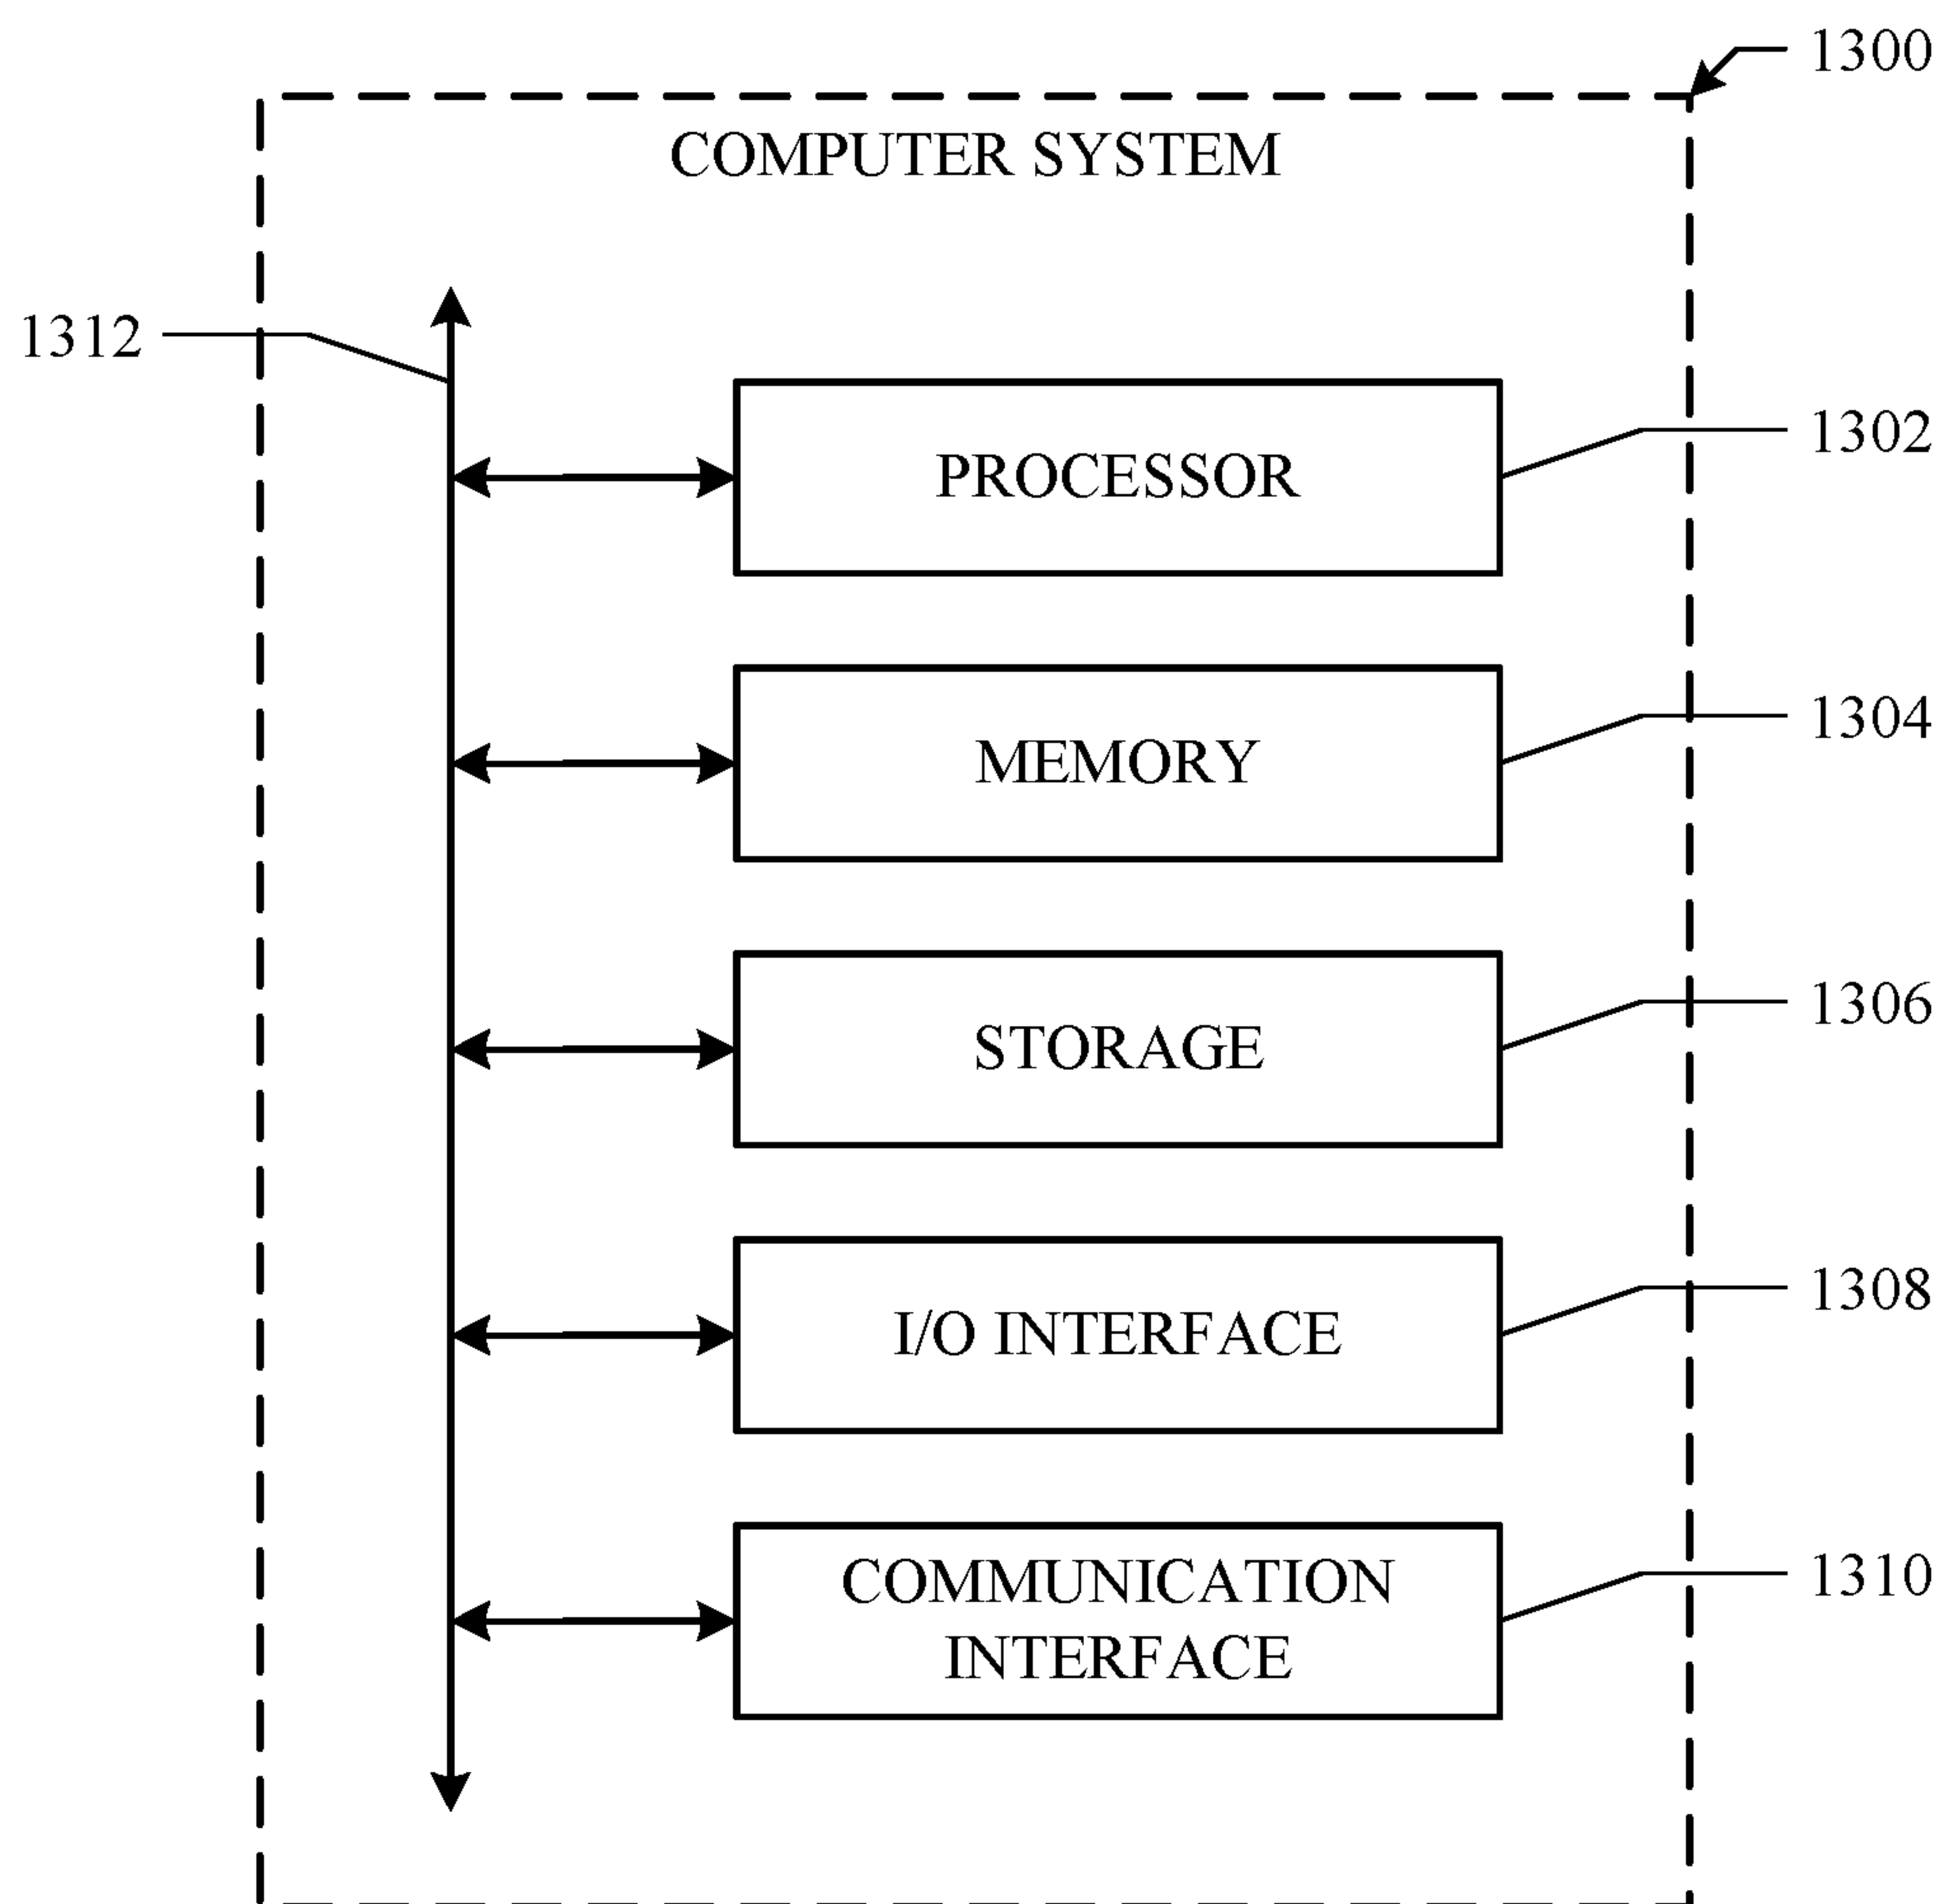 1300
COMPUTER SYSTEM
1312
1302
PROCESSOR
1304
MEMORY
1306
STORAGE
1308
I/O INTERFACE
1310
COMMUNICATION
INTERFACE